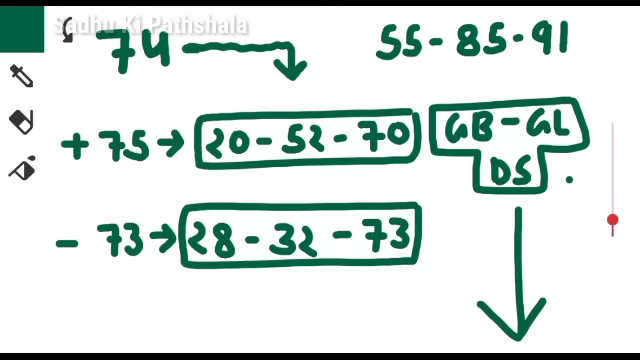 Sadhu Ki Pathshala
74 55-85-91
+ 75 → 20-52-70 GB-GL
DS.
- 73 → 28-32-73